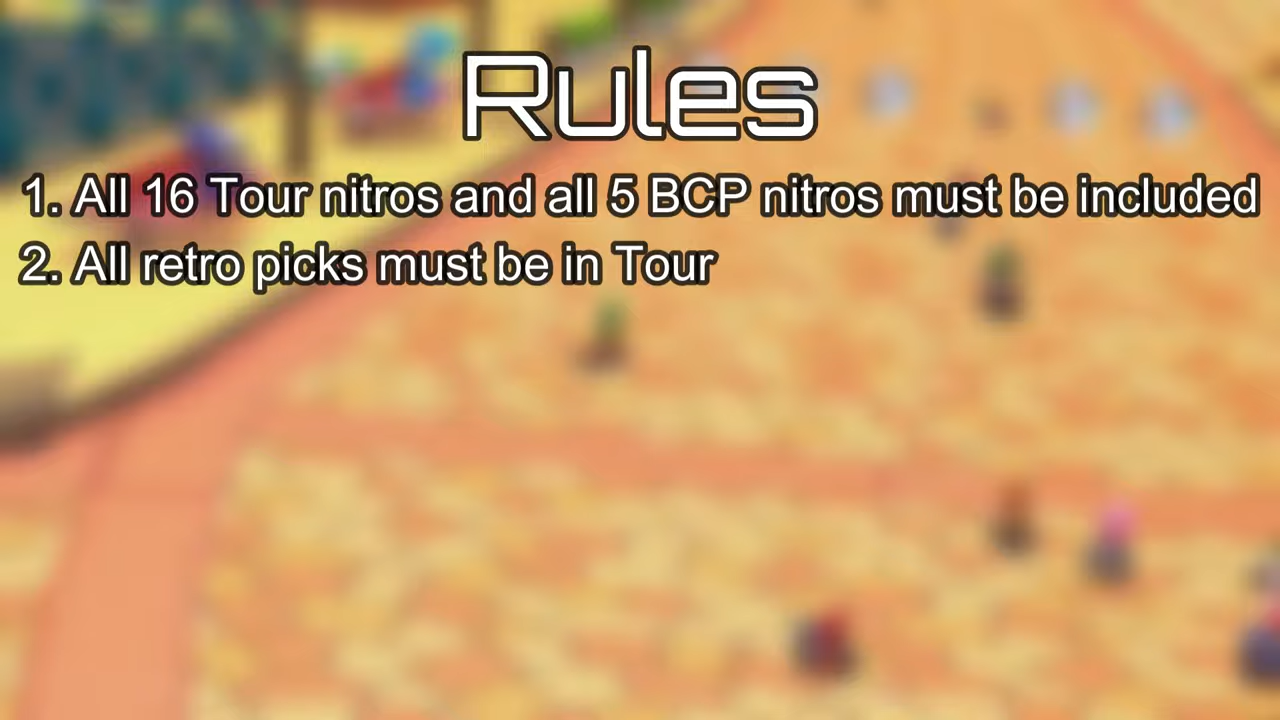 Rules
1. All 16 Tour nitros and all 5 BCP nitros must be included
2. All retro picks must be in Tour